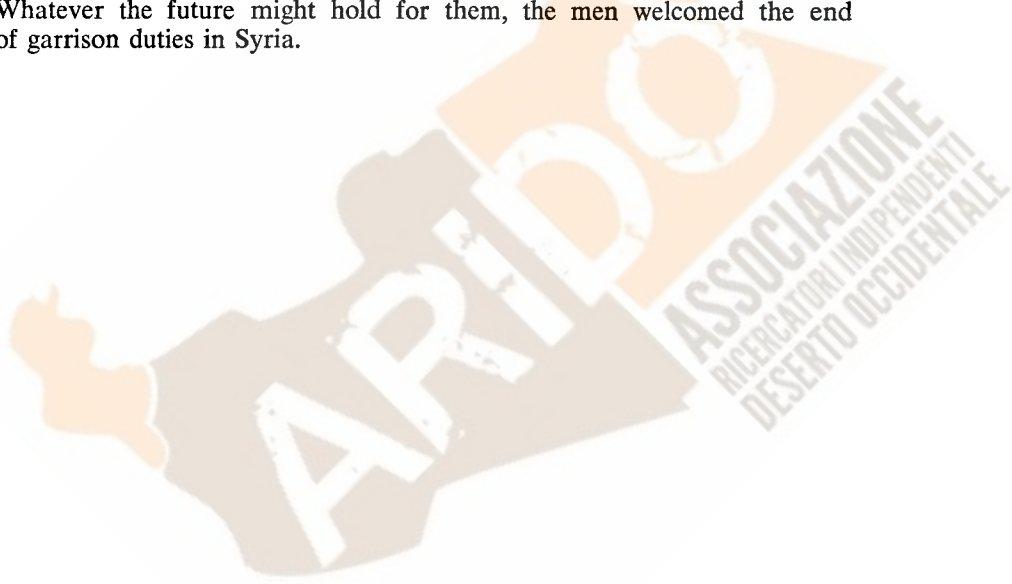 Whatever the future might hold for them, the men welcomed the end
of garrison duties in Syria.
ARIDO
ASSOCIAZIONE
RICERCATORI INDIPENDENTI
DESERTO OCCIDENTALE